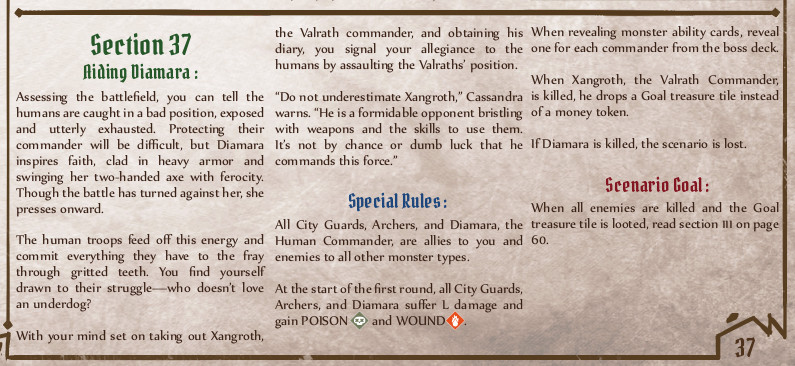 Section 37
Aiding Diamara:
Assessing the battlefield, you can tell the
humans are caught in a bad position, exposed
and utterly exhausted. Protecting their
commander will be difficult, but Diamara
inspires faith, clad in heavy armor and
swinging her two-handed axe with ferocity.
Though the battle has turned against her, she
presses onward.
The human troops feed off this energy and
commit everything they have to the fray
through gritted teeth. You find yourself
drawn to their struggle—who doesn't love
an underdog?
With your mind set on taking out Xangroth,
the Valrath commander, and obtaining his
diary, you signal your allegiance to the
humans by assaulting the Valraths' position.
"Do not underestimate Xangroth," Cassandra
warns. "He is a formidable opponent bristling
with weapons and the skills to use them.
It's not by chance or dumb luck that he
commands this force."
Special Rules:
All City Guards, Archers, and Diamara, the
Human Commander, are allies to you and
enemies to all other monster types.
At the start of the first round, all City Guards,
Archers, and Diamara suffer L damage and
gain POISON and WOUND.
When revealing monster ability cards, reveal
one for each commander from the boss deck.
When Xangroth, the Valrath Commander,
is killed, he drops a Goal treasure tile instead
of a money token.
If Diamara is killed, the scenario is lost.
Scenario Goal:
When all enemies are killed and the Goal
treasure tile is looted, read section 111 on page
60.
37